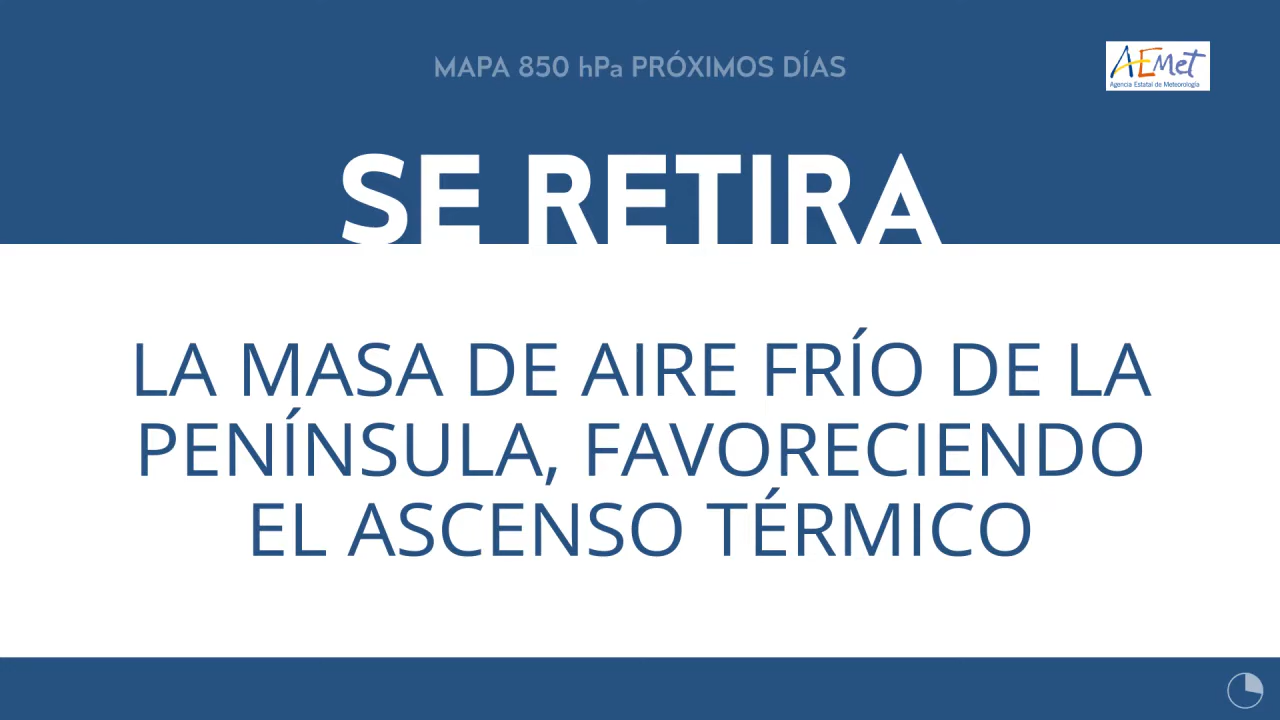 MAPA 850 hPa PRÓXIMOS DÍAS
AEMet
Agencia Estatal de Meteorología
SE RETIRA
LA MASA DE AIRE FRÍO DE LA
PENÍNSULA, FAVORECIENDO
EL ASCENSO TÉRMICO